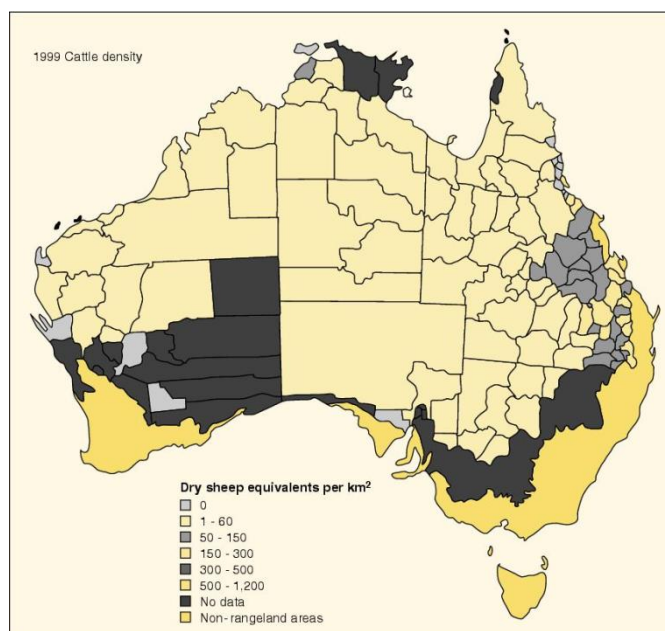 1999 Cattle density
Dry sheep equivalents per km²
0
1 - 60
50 - 150
150 - 300
300 - 500
500 - 1,200
No data
Non-rangeland areas